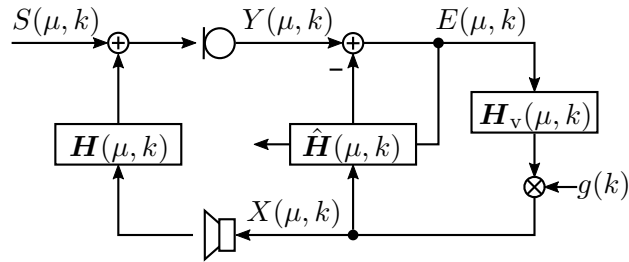 S(μ, k) Y(μ, k) E(μ, k)
−
H(μ, k) Ĥ(μ, k) H_v(μ, k)
g(k)
X(μ, k)